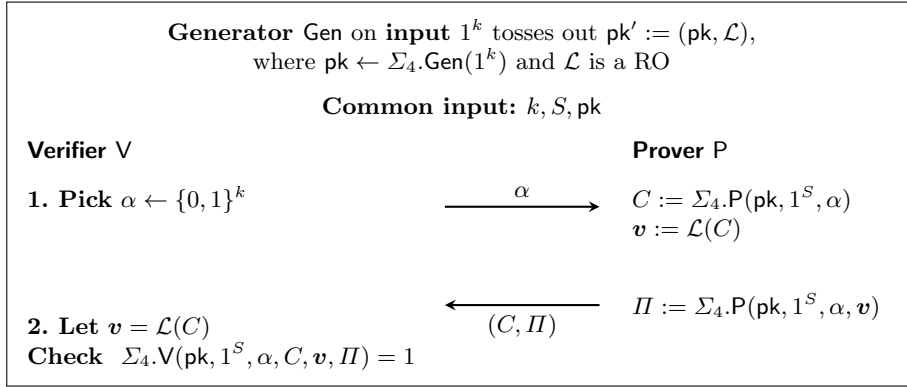 Generator Gen on input 1^k tosses out pk′ := (pk, ℒ),
where pk ← Σ₄.Gen(1^k) and ℒ is a RO
Common input: k, S, pk
Verifier V Prover P
1. Pick α ← {0, 1}^k α C := Σ₄.P(pk, 1^S, α)
v := ℒ(C)
Π := Σ₄.P(pk, 1^S, α, v)
2. Let v = ℒ(C) (C, Π)
Check Σ₄.V(pk, 1^S, α, C, v, Π) = 1